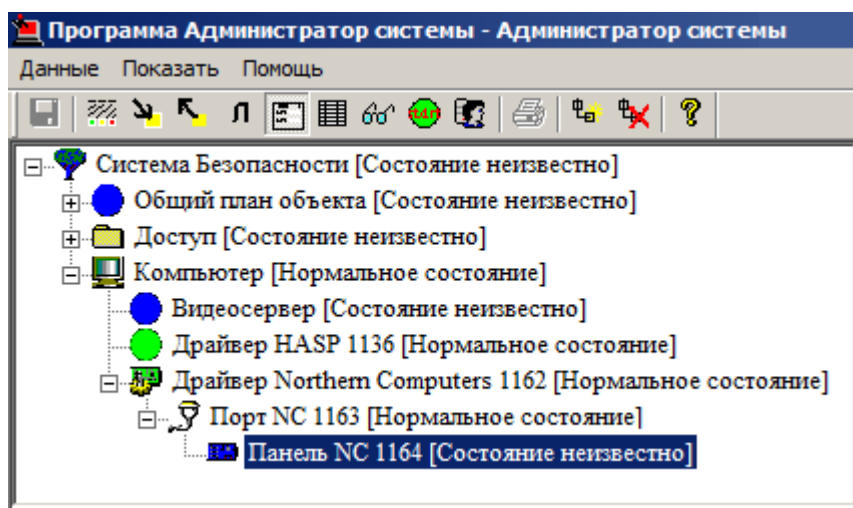 Программа Администратор системы - Администратор системы
Данные Показать Помощь
Л
Система Безопасности [Состояние неизвестно]
Общий план объекта [Состояние неизвестно]
Доступ [Состояние неизвестно]
Компьютер [Нормальное состояние]
Видеосервер [Состояние неизвестно]
Драйвер HASP 1136 [Нормальное состояние]
Драйвер Northern Computers 1162 [Нормальное состояние]
Порт NC 1163 [Нормальное состояние]
Панель NC 1164 [Состояние неизвестно]